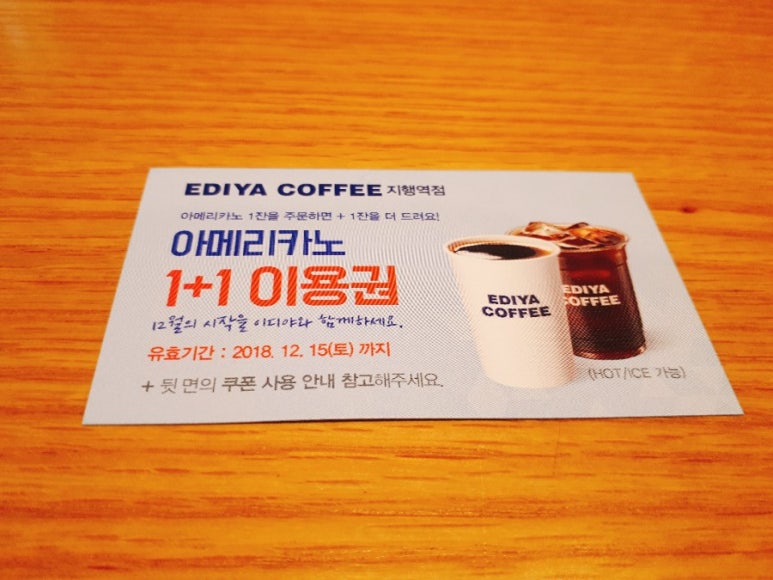 EDIYA COFFEE 지행역점
아메리카노 1잔을 주문하면 + 1잔을 더 드려요!
아메리카노
1+1 이용권
12월의 시작을 이디야와 함께하세요.
유효기간 : 2018. 12. 15(토) 까지
+ 뒷 면의 쿠폰 사용 안내 참고해주세요.
EDIYA
COFFEE
EDIYA
COFFEE
(HOT/ICE 가능)